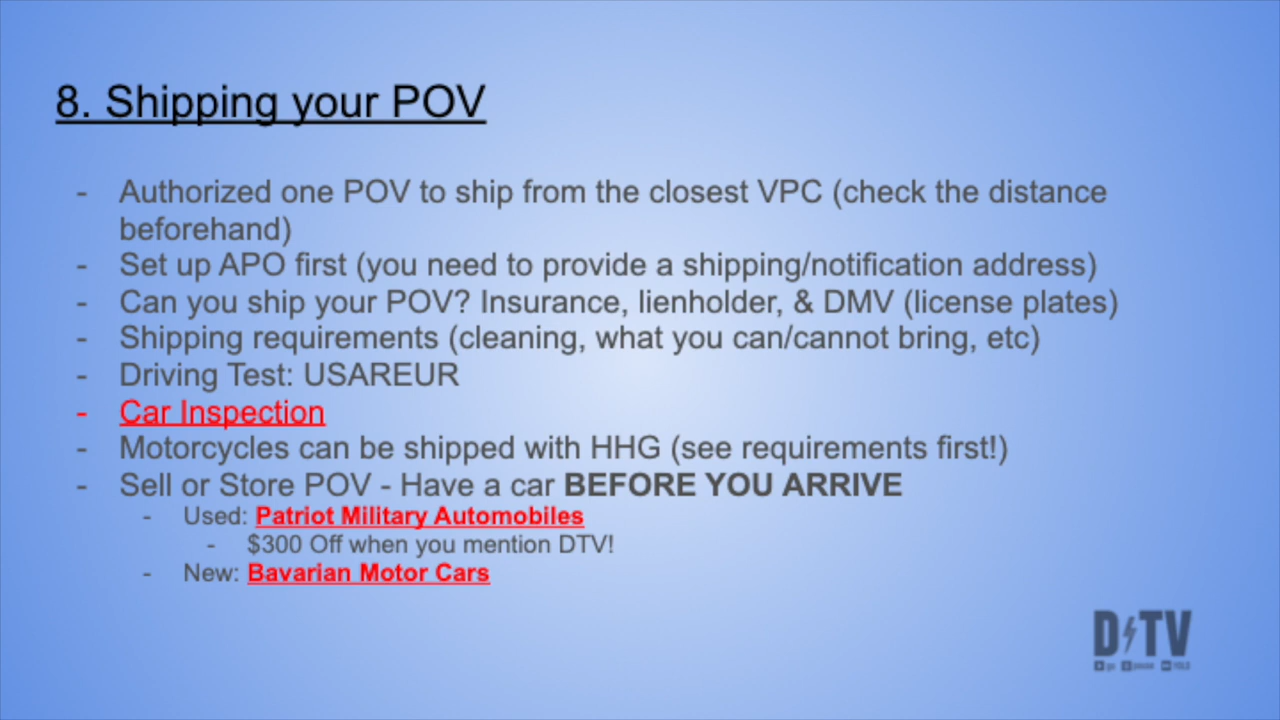 8. Shipping your POV
- Authorized one POV to ship from the closest VPC (check the distance
beforehand)
- Set up APO first (you need to provide a shipping/notification address)
- Can you ship your POV? Insurance, lienholder, & DMV (license plates)
- Shipping requirements (cleaning, what you can/cannot bring, etc)
- Driving Test: USAREUR
- Car Inspection
- Motorcycles can be shipped with HHG (see requirements first!)
- Sell or Store POV - Have a car BEFORE YOU ARRIVE
- Used: Patriot Military Automobiles
- $300 Off when you mention DTV!
- New: Bavarian Motor Cars
DTV